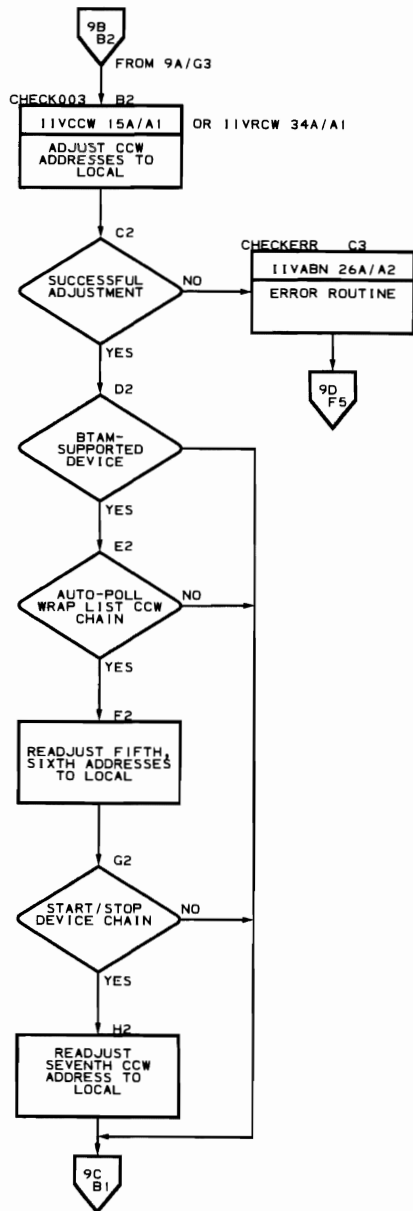 9B
B2
FROM 9A/G3
CHECK003 B2
IIVCCW 15A/A1 OR IIVRCW 34A/A1
ADJUST CCW
ADDRESSES TO
LOCAL
C2
SUCCESSFUL
ADJUSTMENT
NO
YES
CHECKERR C3
IIVABN 26A/A2
ERROR ROUTINE
9D
F5
D2
BTAM-
SUPPORTED
DEVICE
YES
E2
AUTO-POLL
WRAP LIST CCW
CHAIN
NO
YES
F2
READJUST FIFTH,
SIXTH ADDRESSES
TO LOCAL
G2
START/STOP
DEVICE CHAIN
NO
YES
H2
READJUST
SEVENTH CCW
ADDRESS TO
LOCAL
9C
B1